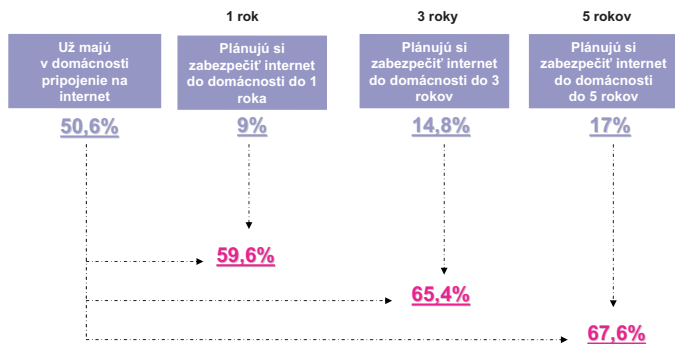 1 rok
3 roky
5 rokov
Už majú
v domácnosti
pripojenie na
internet
Plánujú si
zabezpečiť internet
do domácnosti do 1
roka
Plánujú si
zabezpečiť internet
do domácnosti do 3
rokov
Plánujú si
zabezpečiť internet
do domácnosti
do 5 rokov
50,6%
9%
14,8%
17%
59,6%
65,4%
67,6%